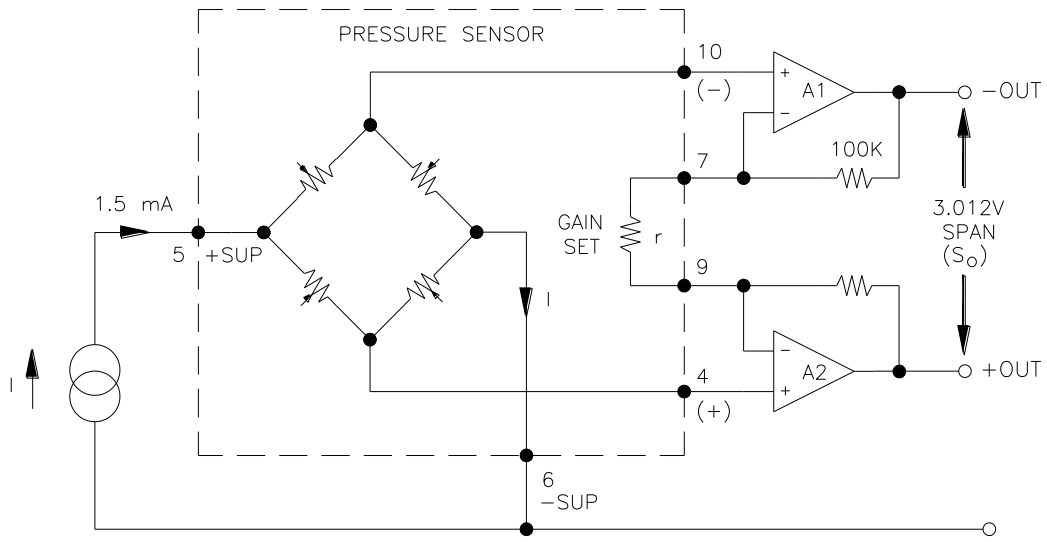 PRESSURE SENSOR
10
(−)
+
−
A1
−OUT
100K
7
1.5 mA
GAIN
SET
r
3.012V
SPAN
(So)
5
+SUP
9
I
I
−
+
A2
+OUT
4
(+)
6
−SUP